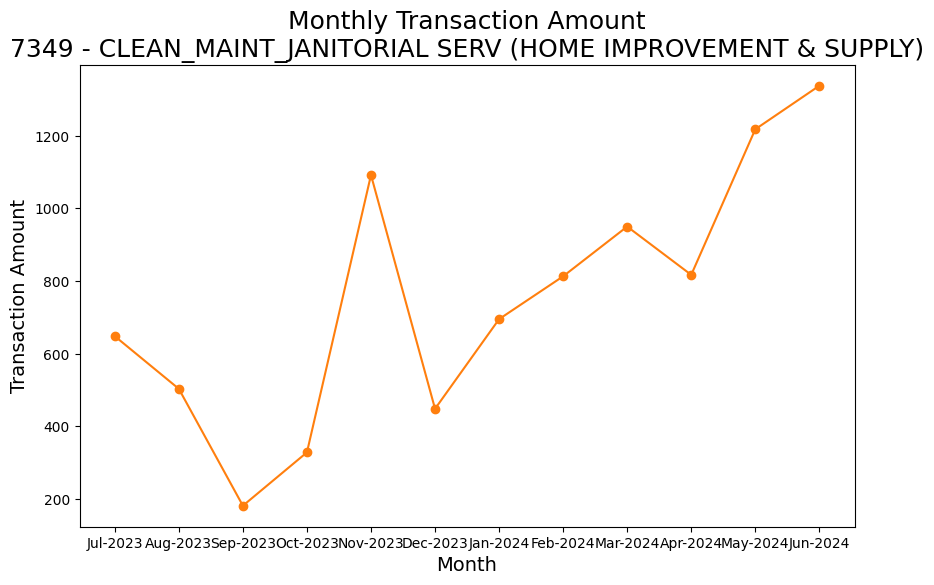 Monthly Transaction Amount
7349 - CLEAN_MAINT_JANITORIAL SERV (HOME IMPROVEMENT & SUPPLY)
Transaction Amount
1200
1000
800
600
400
200
Jul-2023 Aug-2023 Sep-2023 Oct-2023 Nov-2023 Dec-2023 Jan-2024 Feb-2024 Mar-2024 Apr-2024 May-2024 Jun-2024
Month